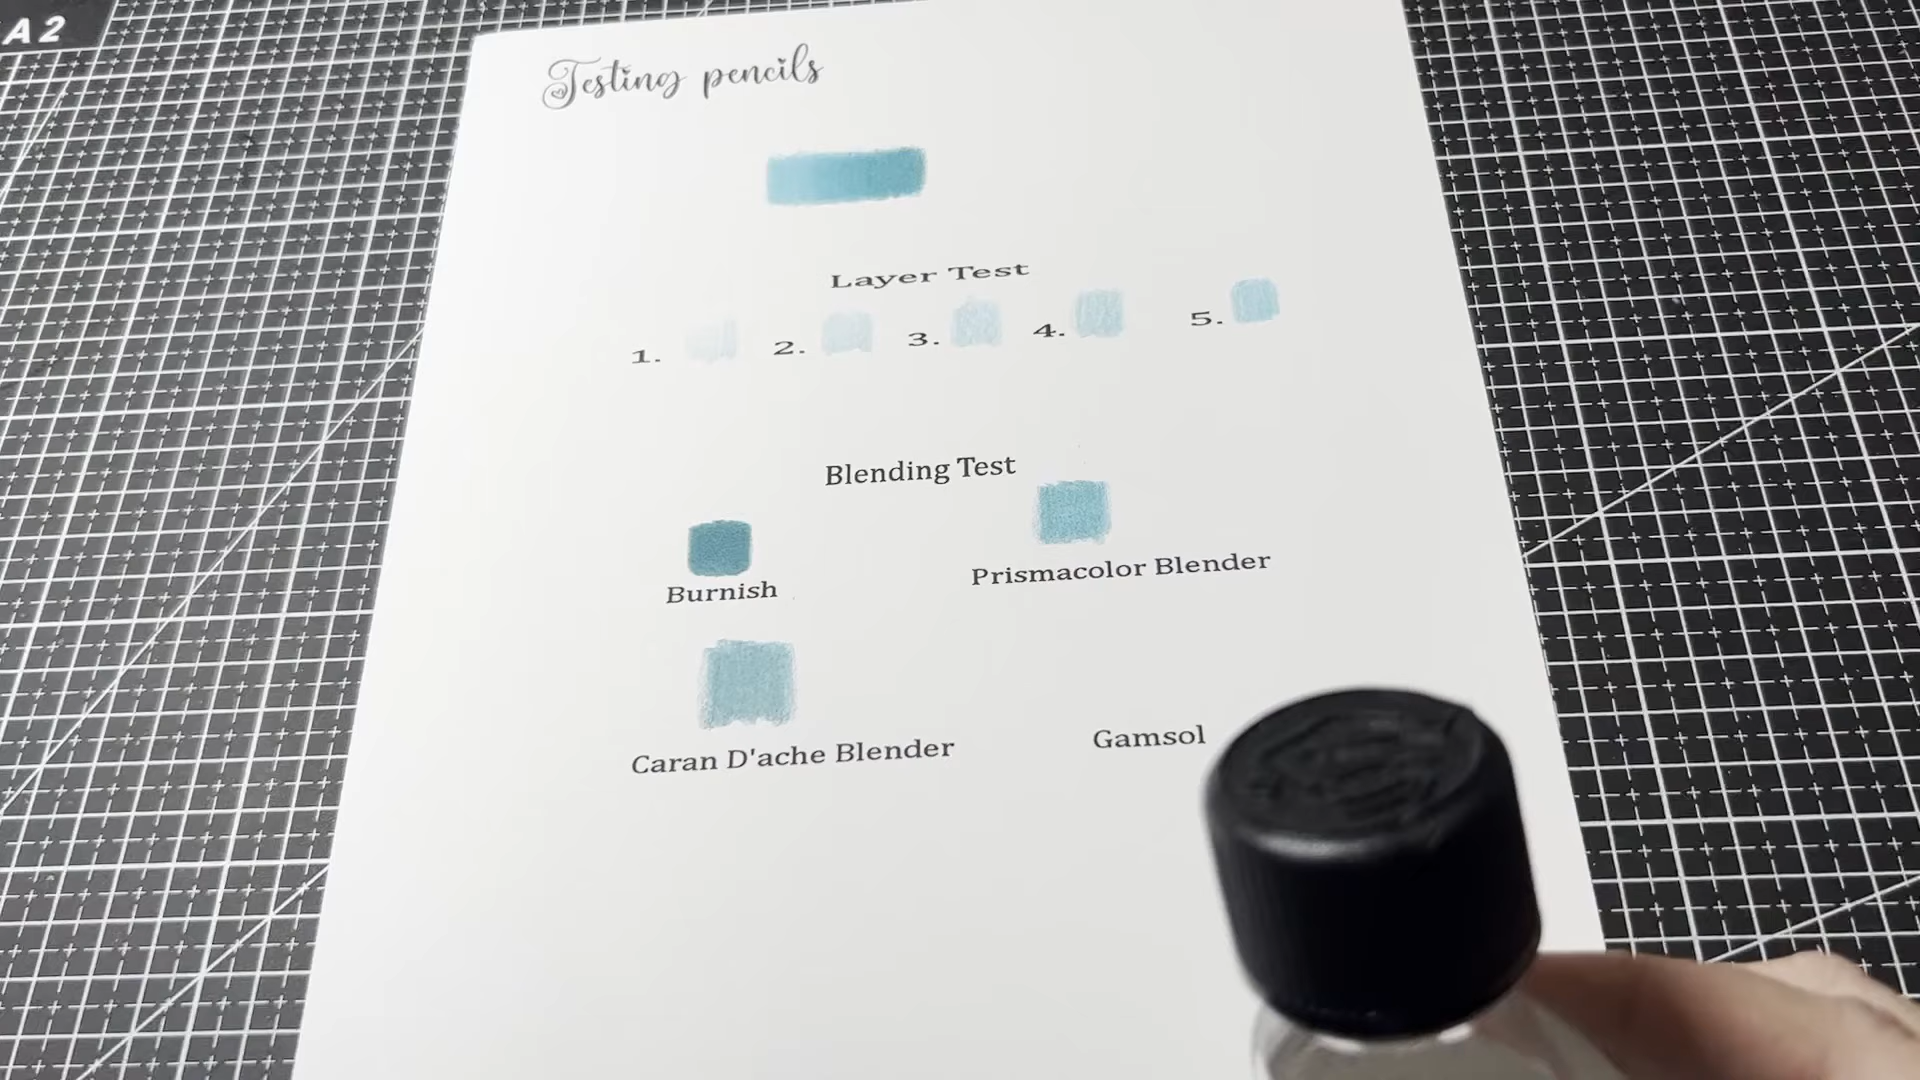 A2
Testing pencils
Layer Test
1. 2. 3. 4. 5.
Blending Test
Burnish
Prismacolor Blender
Caran D'ache Blender
Gamsol